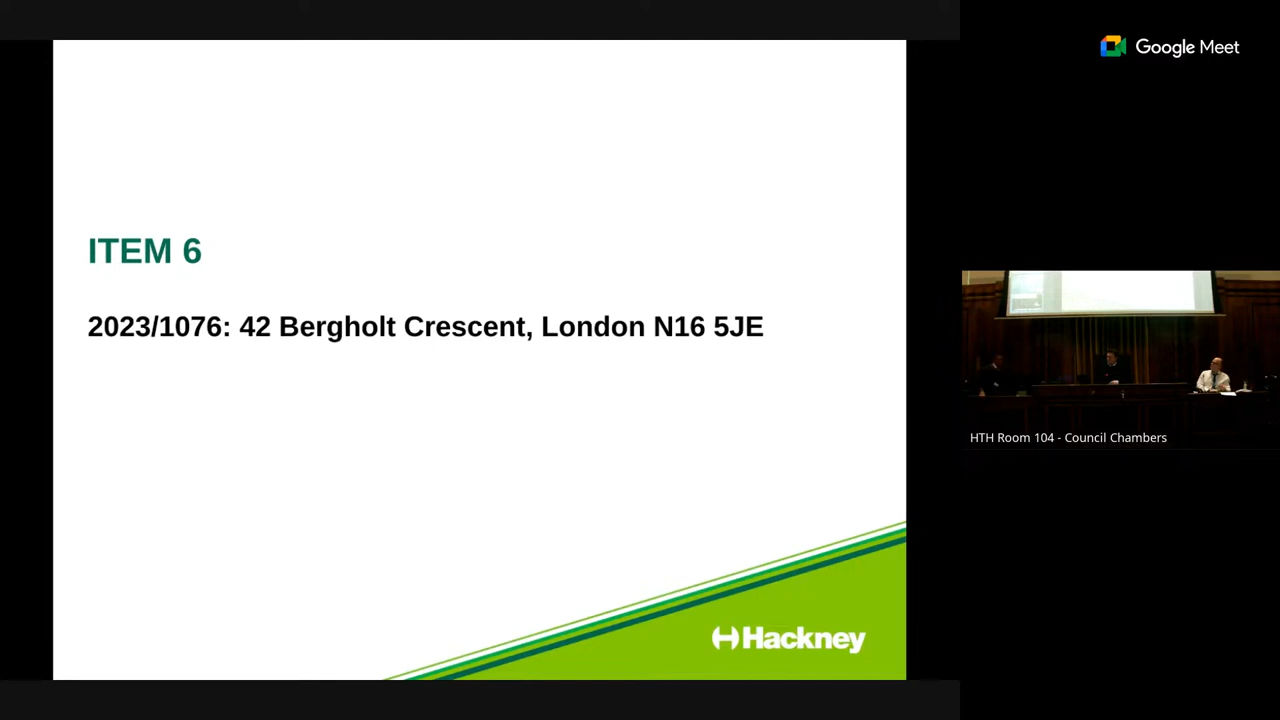 Google Meet
ITEM 6
2023/1076: 42 Bergholt Crescent, London N16 5JE
HTH Room 104 - Council Chambers
Hackney